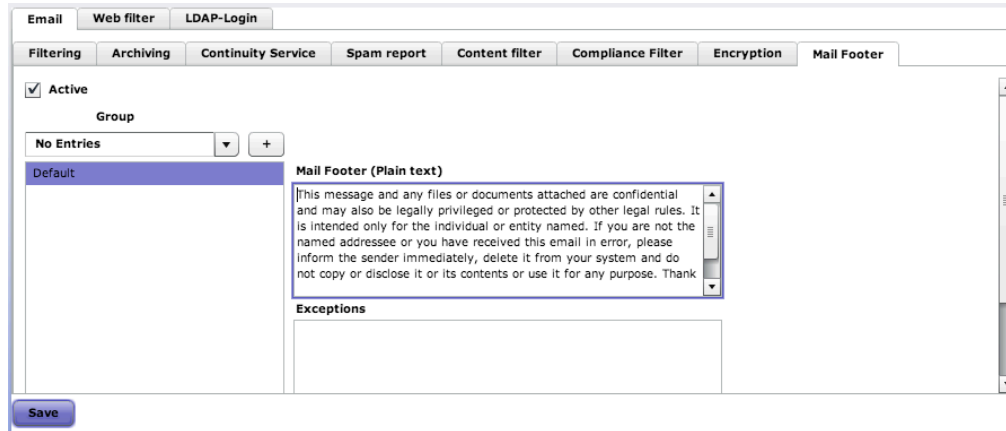 Email Web filter LDAP-Login
Filtering Archiving Continuity Service Spam report Content filter Compliance Filter Encryption Mail Footer
Active
Group
No Entries +
Default
Mail Footer (Plain text)
This message and any files or documents attached are confidential
and may also be legally privileged or protected by other legal rules. It
is intended only for the individual or entity named. If you are not the
named addressee or you have received this email in error, please
inform the sender immediately, delete it from your system and do
not copy or disclose it or its contents or use it for any purpose. Thank
Exceptions
Save